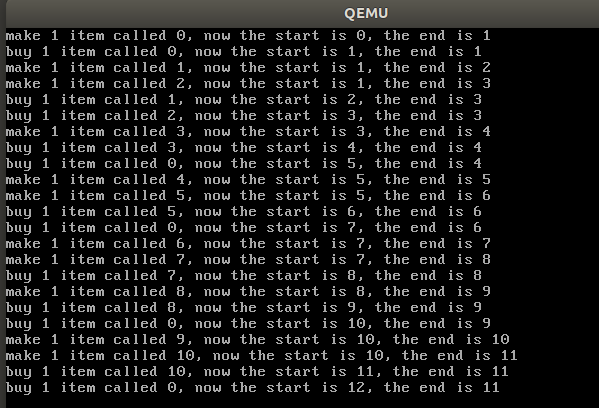 QEMU
make 1 item called 0, now the start is 0, the end is 1
buy 1 item called 0, now the start is 1, the end is 1
make 1 item called 1, now the start is 1, the end is 2
make 1 item called 2, now the start is 1, the end is 3
buy 1 item called 1, now the start is 2, the end is 3
buy 1 item called 2, now the start is 3, the end is 3
make 1 item called 3, now the start is 3, the end is 4
buy 1 item called 3, now the start is 4, the end is 4
buy 1 item called 0, now the start is 5, the end is 4
make 1 item called 4, now the start is 5, the end is 5
make 1 item called 5, now the start is 5, the end is 6
buy 1 item called 5, now the start is 6, the end is 6
buy 1 item called 0, now the start is 7, the end is 6
make 1 item called 6, now the start is 7, the end is 7
make 1 item called 7, now the start is 7, the end is 8
buy 1 item called 7, now the start is 8, the end is 8
make 1 item called 8, now the start is 8, the end is 9
buy 1 item called 8, now the start is 9, the end is 9
buy 1 item called 0, now the start is 10, the end is 9
make 1 item called 9, now the start is 10, the end is 10
make 1 item called 10, now the start is 10, the end is 11
buy 1 item called 10, now the start is 11, the end is 11
buy 1 item called 0, now the start is 12, the end is 11